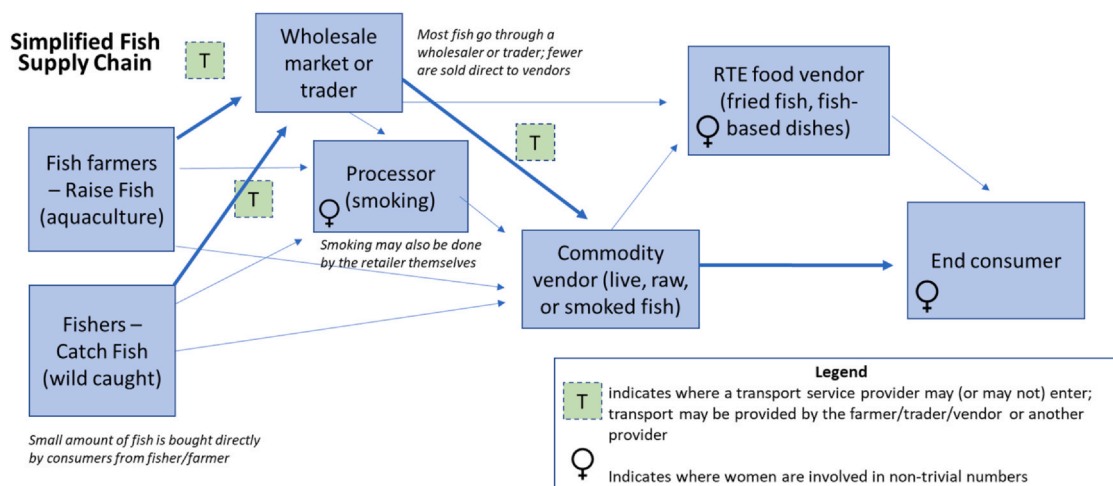 Simplified Fish
Supply Chain
T
Wholesale
market or
trader
Most fish go through a
wholesaler or trader; fewer
are sold direct to vendors
RTE food vendor
(fried fish, fish-
based dishes)
T
Fish farmers
– Raise Fish
(aquaculture)
T
Processor
(smoking)
Smoking may also be done
by the retailer themselves
Commodity
vendor (live, raw,
or smoked fish)
End consumer
Fishers –
Catch Fish
(wild caught)
Small amount of fish is bought directly
by consumers from fisher/farmer
Legend
T
indicates where a transport service provider may (or may not) enter;
transport may be provided by the farmer/trader/vendor or another
provider
Indicates where women are involved in non-trivial numbers